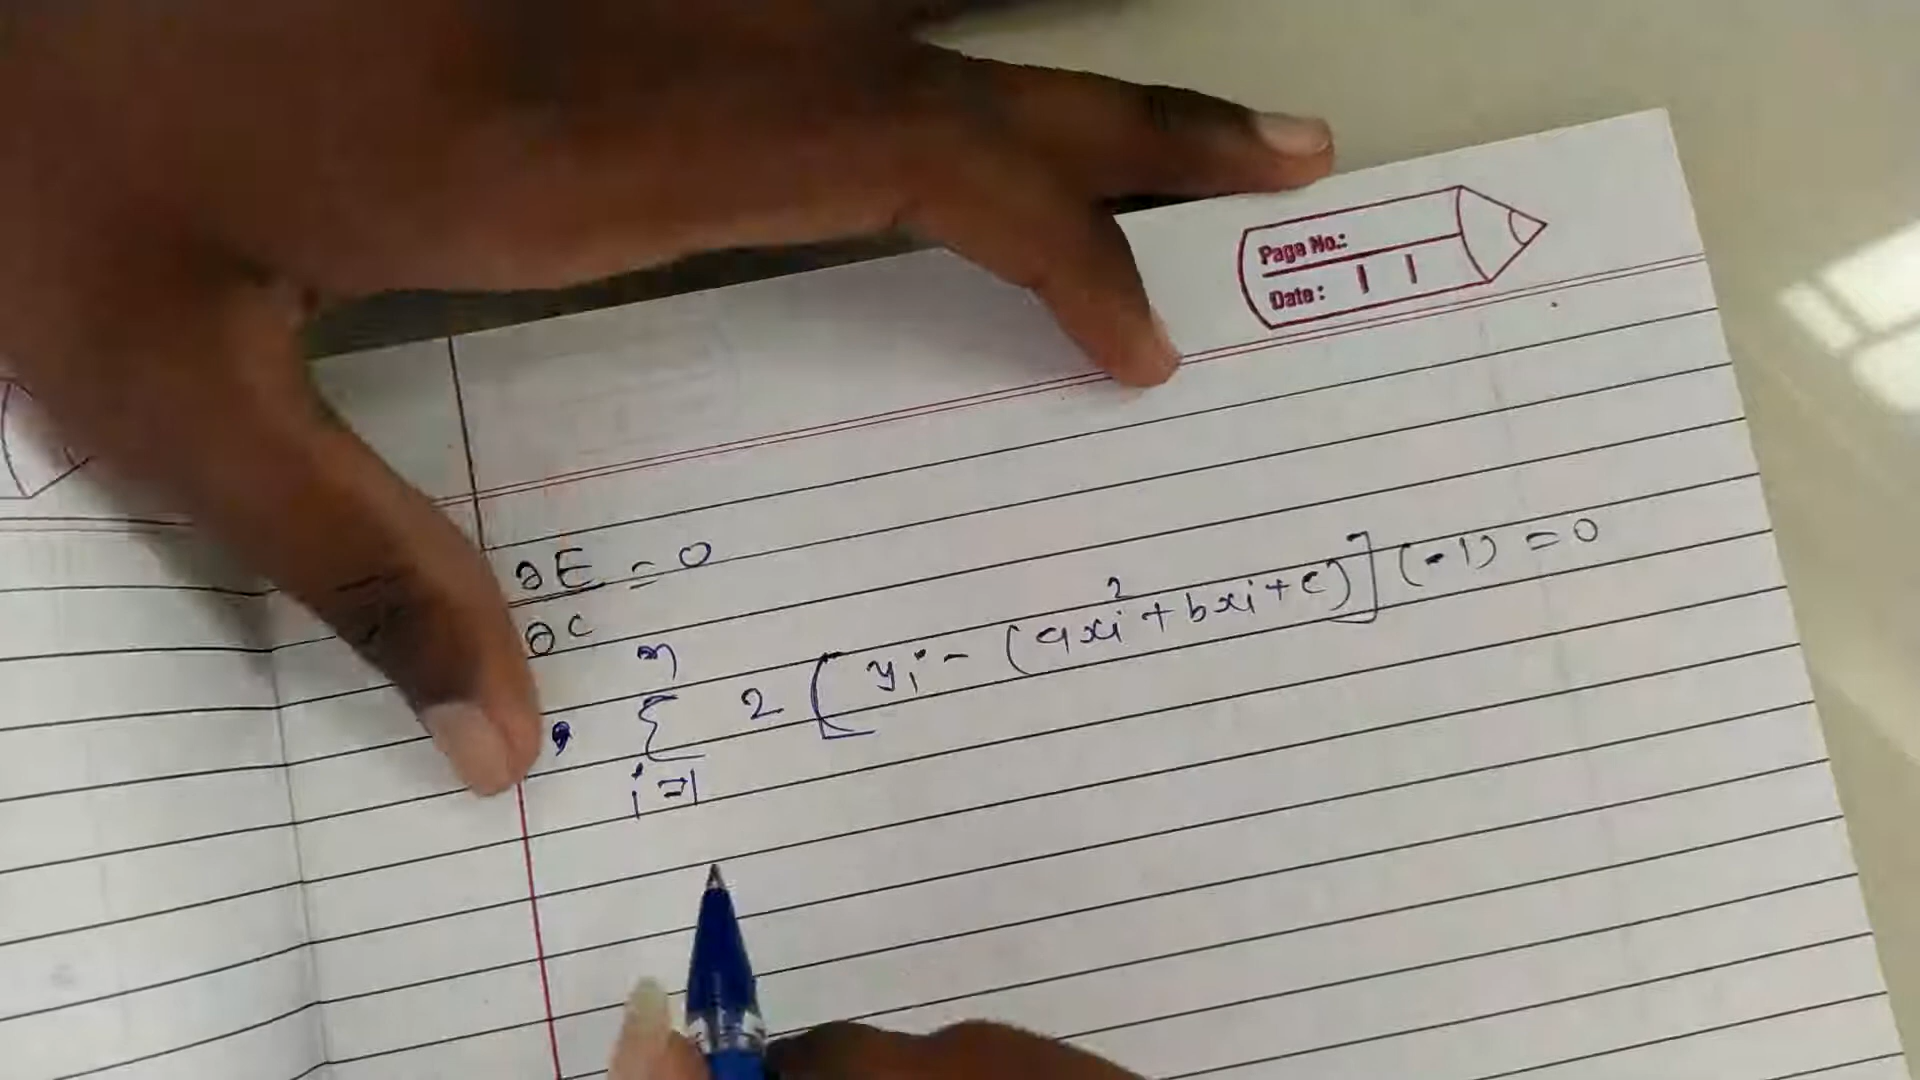 Page No.:
Date:
∂E = 0
∂c
n
Σ 2 [ yi - (axi² + bxi + c) ] (-1) = 0
i=1